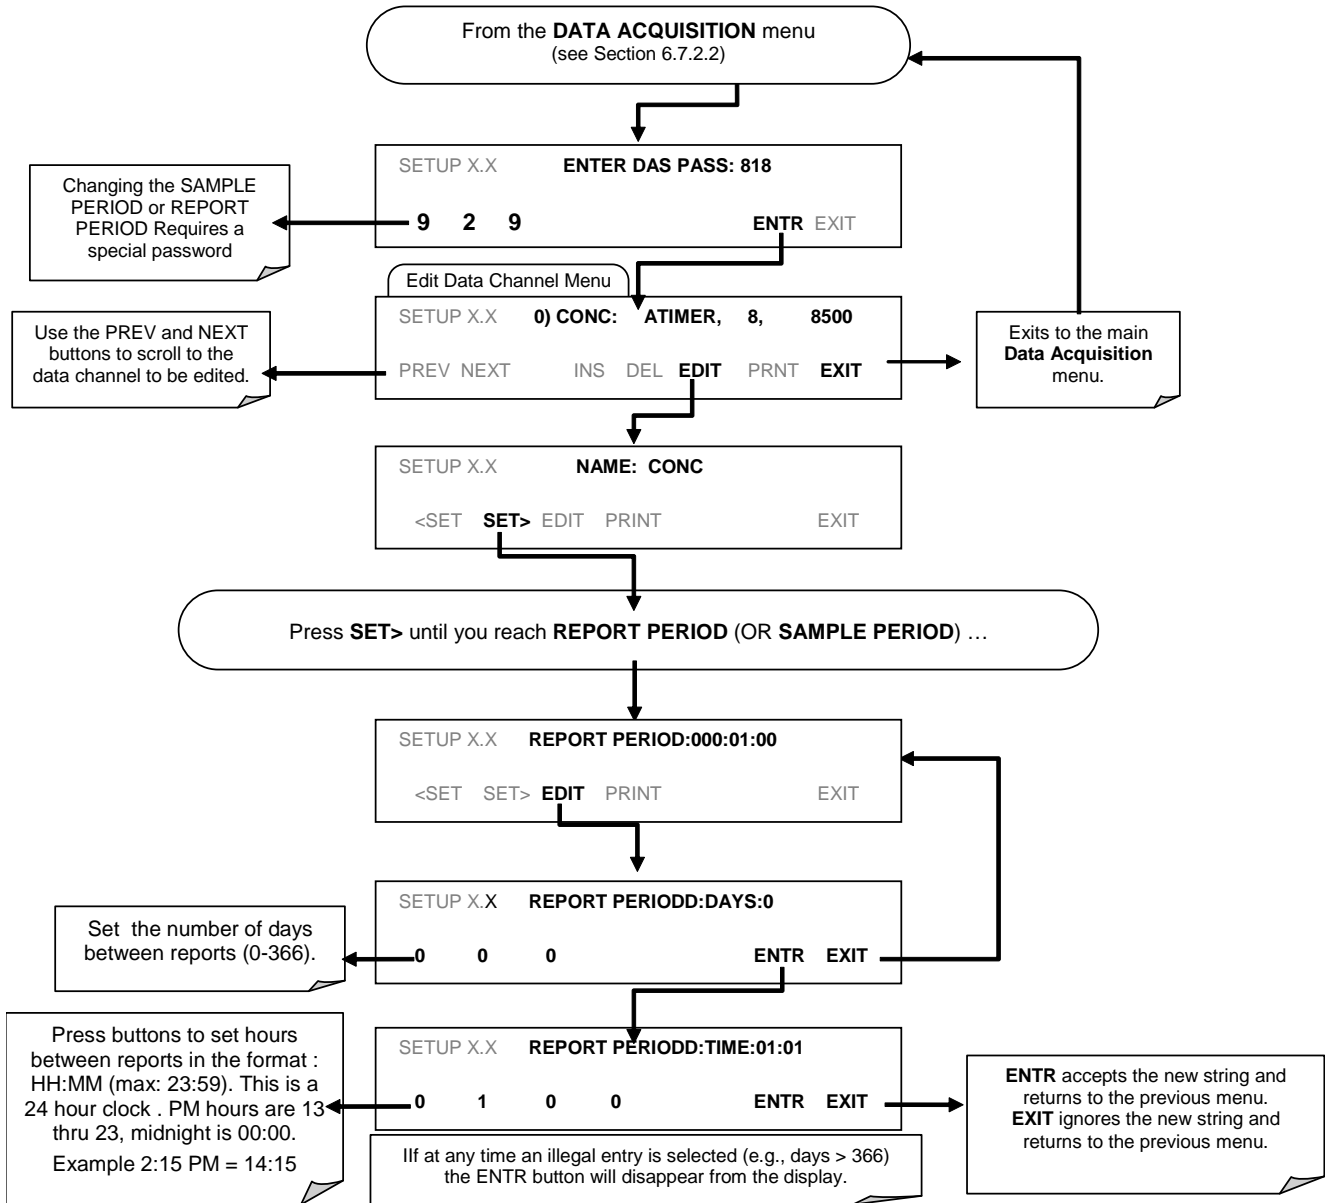 From the DATA ACQUISITION menu
(see Section 6.7.2.2)
SETUP X.X ENTER DAS PASS: 818
9 2 9 ENTR EXIT
Changing the SAMPLE
PERIOD or REPORT
PERIOD Requires a
special password
Edit Data Channel Menu
SETUP X.X 0) CONC: ATIMER, 8, 8500
PREV NEXT INS DEL EDIT PRNT EXIT
Use the PREV and NEXT
buttons to scroll to the
data channel to be edited.
Exits to the main
Data Acquisition
menu.
SETUP X.X NAME: CONC
<SET SET> EDIT PRINT EXIT
Press SET> until you reach REPORT PERIOD (OR SAMPLE PERIOD) …
SETUP X.X REPORT PERIOD:000:01:00
<SET SET> EDIT PRINT EXIT
SETUP X.X REPORT PERIODD:DAYS:0
0 0 0 ENTR EXIT
Set the number of days
between reports (0-366).
SETUP X.X REPORT PERIODD:TIME:01:01
0 1 0 0 ENTR EXIT
Press buttons to set hours
between reports in the format :
HH:MM (max: 23:59). This is a
24 hour clock . PM hours are 13
thru 23, midnight is 00:00.
Example 2:15 PM = 14:15
ENTR accepts the new string and
returns to the previous menu.
EXIT ignores the new string and
returns to the previous menu.
IIf at any time an illegal entry is selected (e.g., days > 366)
the ENTR button will disappear from the display.